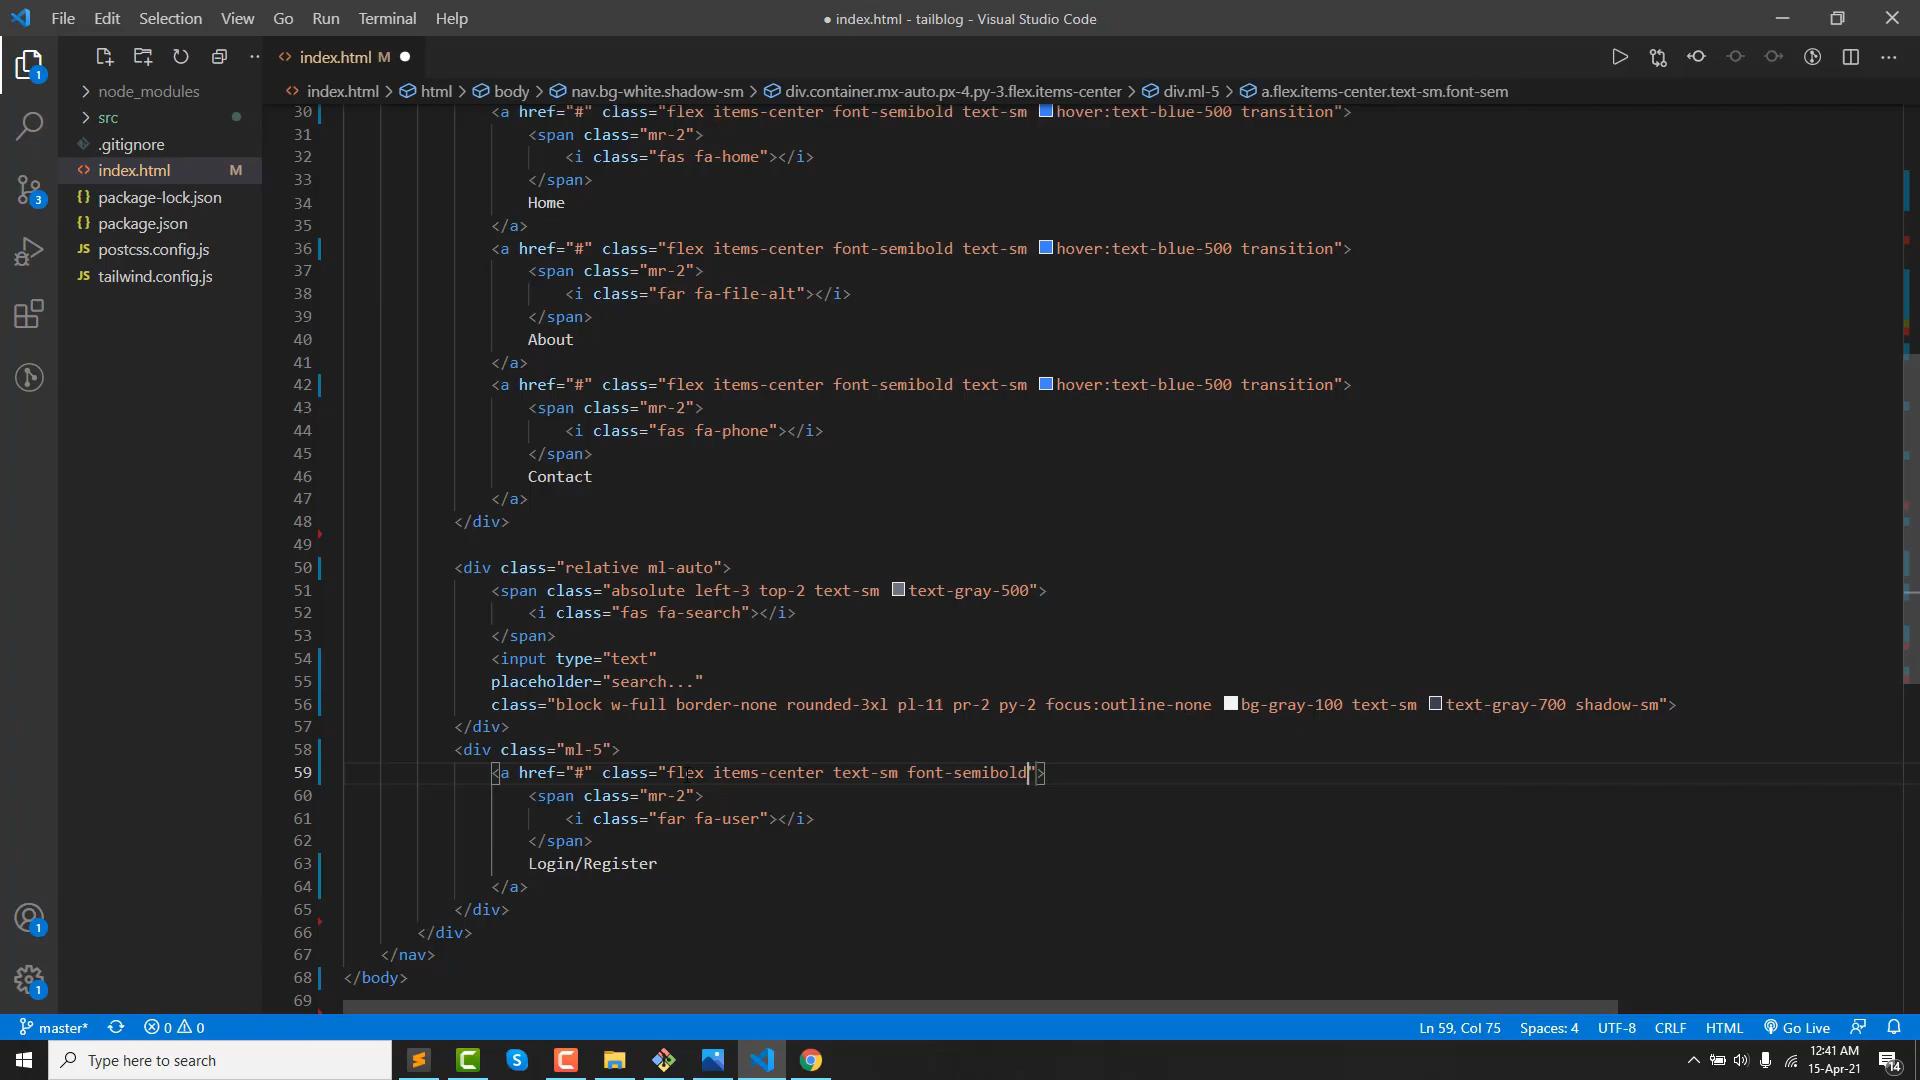 File Edit Selection View Go Run Terminal Help
● index.html - tailblog - Visual Studio Code
index.html M
index.html > html > body > nav.bg-white.shadow-sm > div.container.mx-auto.px-4.py-3.flex.items-center > div.ml-5 > a.flex.items-center.text-sm.font-sem
node_modules
src
.gitignore
index.html M
package-lock.json
package.json
JS postcss.config.js
JS tailwind.config.js
1
3
1
1
30 <a href="#" class="flex items-center font-semibold text-sm hover:text-blue-500 transition">
31 <span class="mr-2">
32 <i class="fas fa-home"></i>
33 </span>
34 Home
35 </a>
36 <a href="#" class="flex items-center font-semibold text-sm hover:text-blue-500 transition">
37 <span class="mr-2">
38 <i class="far fa-file-alt"></i>
39 </span>
40 About
41 </a>
42 <a href="#" class="flex items-center font-semibold text-sm hover:text-blue-500 transition">
43 <span class="mr-2">
44 <i class="fas fa-phone"></i>
45 </span>
46 Contact
47 </a>
48 </div>
49
50 <div class="relative ml-auto">
51 <span class="absolute left-3 top-2 text-sm text-gray-500">
52 <i class="fas fa-search"></i>
53 </span>
54 <input type="text"
55 placeholder="search..."
56 class="block w-full border-none rounded-3xl pl-11 pr-2 py-2 focus:outline-none bg-gray-100 text-sm text-gray-700 shadow-sm">
57 </div>
58 <div class="ml-5">
59 <a href="#" class="flex items-center text-sm font-semibold">
60 <span class="mr-2">
61 <i class="far fa-user"></i>
62 </span>
63 Login/Register
64 </a>
65 </div>
66 </div>
67 </nav>
68 </body>
69
master* 0 0 Ln 59, Col 75 Spaces: 4 UTF-8 CRLF HTML Go Live
Type here to search
12:41 AM
15-Apr-21
14